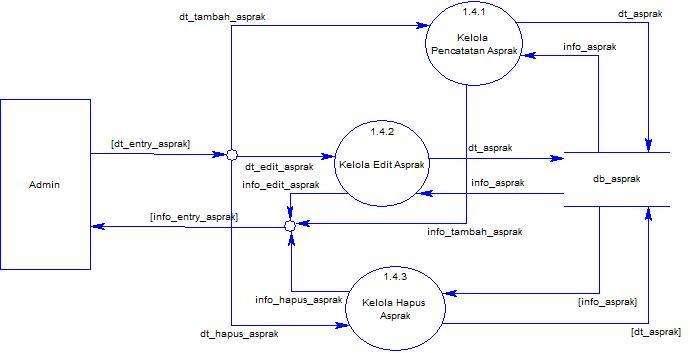 dt_tambah_asprak
1.4.1
Kelola
Pencatatan Asprak
dt_asprak
info_asprak
[dt_entry_asprak]
1.4.2
Kelola Edit Asprak
dt_asprak
dt_edit_asprak
Admin
info_edit_asprak
info_asprak
db_asprak
[info_entry_asprak]
info_tambah_asprak
1.4.3
Kelola Hapus
Asprak
info_hapus_asprak
[info_asprak]
dt_hapus_asprak
[dt_asprak]